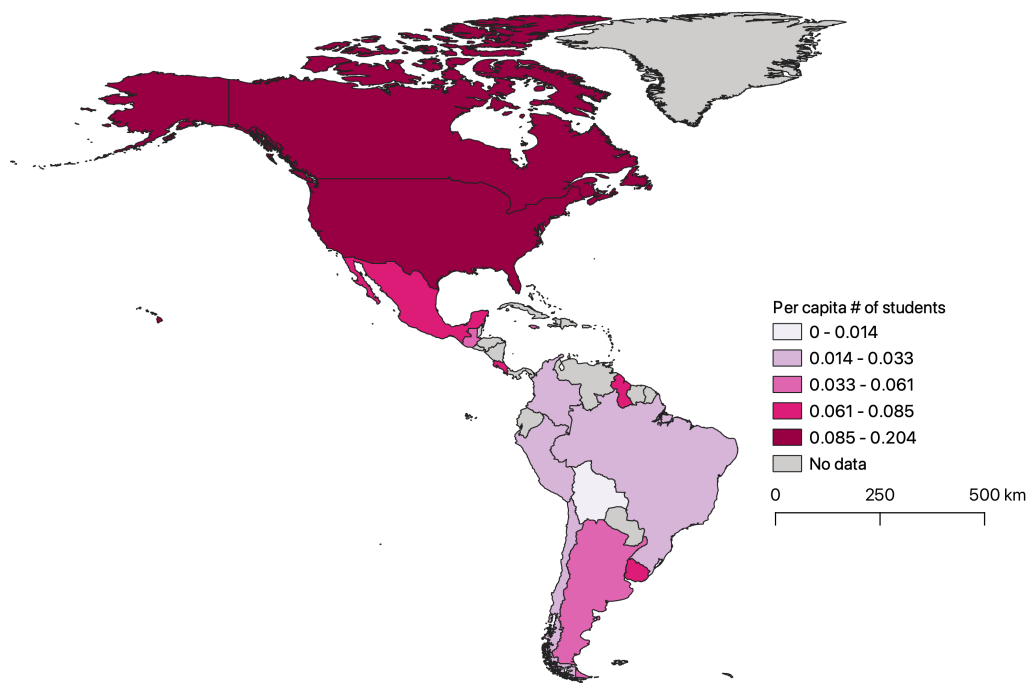 Per capita # of students
0 - 0.014
0.014 - 0.033
0.033 - 0.061
0.061 - 0.085
0.085 - 0.204
No data
0 250 500 km